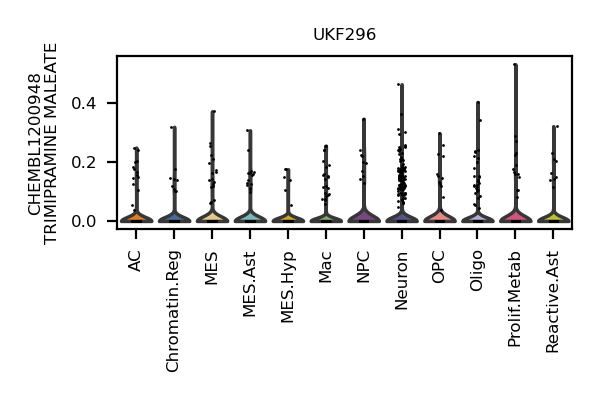 UKF296
CHEMBL1200948
TRIMIPRAMINE MALEATE
0.4
0.2
0.0
AC
Chromatin.Reg
MES
MES.Ast
MES.Hyp
Mac
NPC
Neuron
OPC
Oligo
Prolif.Metab
Reactive.Ast